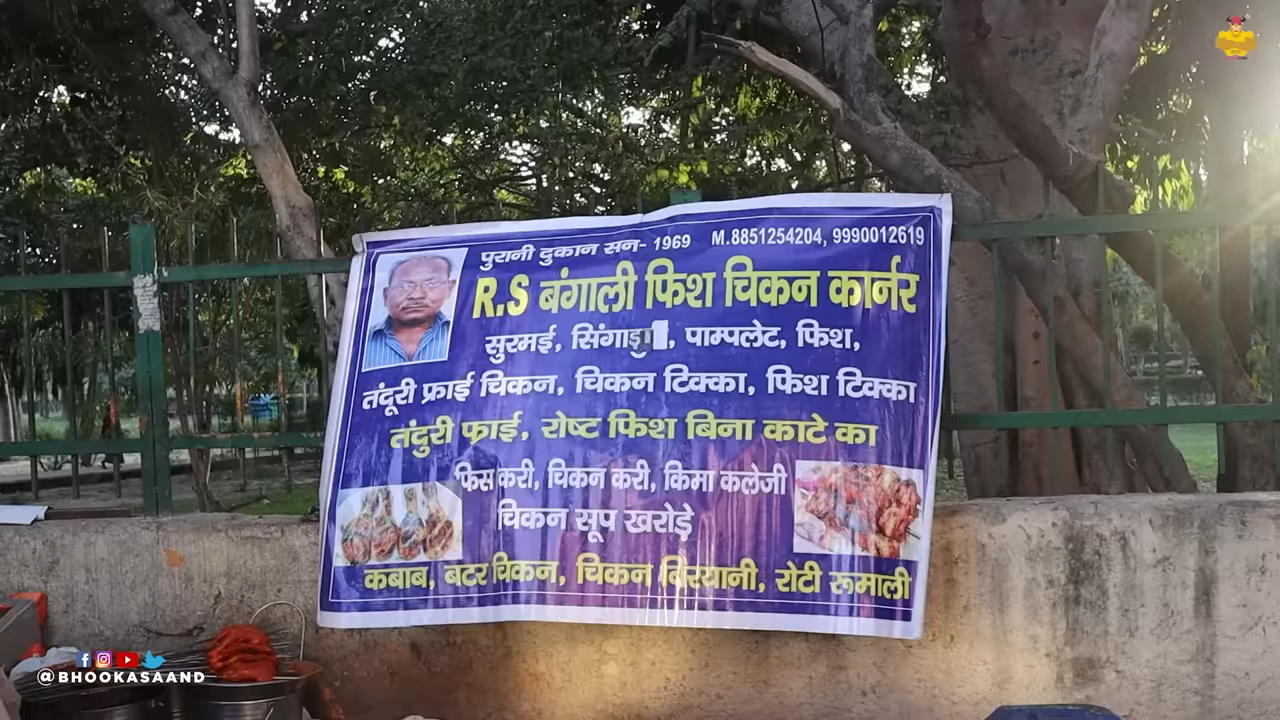 पुरानी दुकान सन- 1969 M.8851254204, 9990012619
R.S बंगाली फिश चिकन कार्नर
सुरमई, सिंगाड़ा, पाम्पलेट, फिश,
तंदूरी फ्राई चिकन, चिकन टिक्का, फिश टिक्का
तंदुरी फ्राई, रोष्ट फिश बिना काटे का
फिस करी, चिकन करी, किमा कलेजी
चिकन सूप खरोड़े
कबाब, बटर चिकन, चिकन बिरयानी, रोटी रूमाली
@BHOOKASAAND